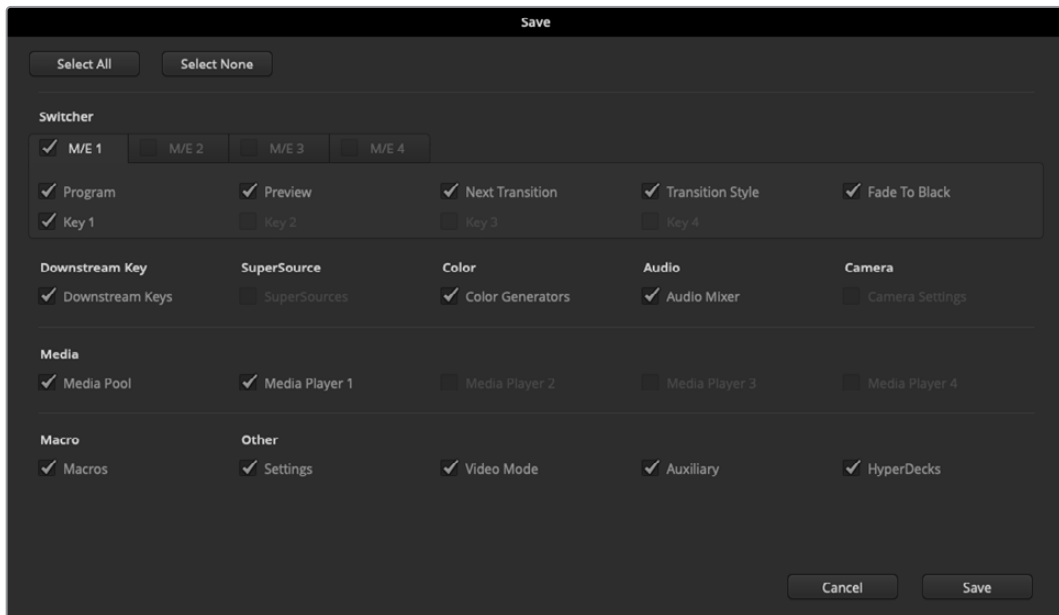 Save
Select All Select None
Switcher
M/E 1 M/E 2 M/E 3 M/E 4
Program Preview Next Transition Transition Style Fade To Black
Key 1 Key 2 Key 3 Key 4
Downstream Key SuperSource Color Audio Camera
Downstream Keys SuperSources Color Generators Audio Mixer Camera Settings
Media
Media Pool Media Player 1 Media Player 2 Media Player 3 Media Player 4
Macro Other
Macros Settings Video Mode Auxiliary HyperDecks
Cancel Save